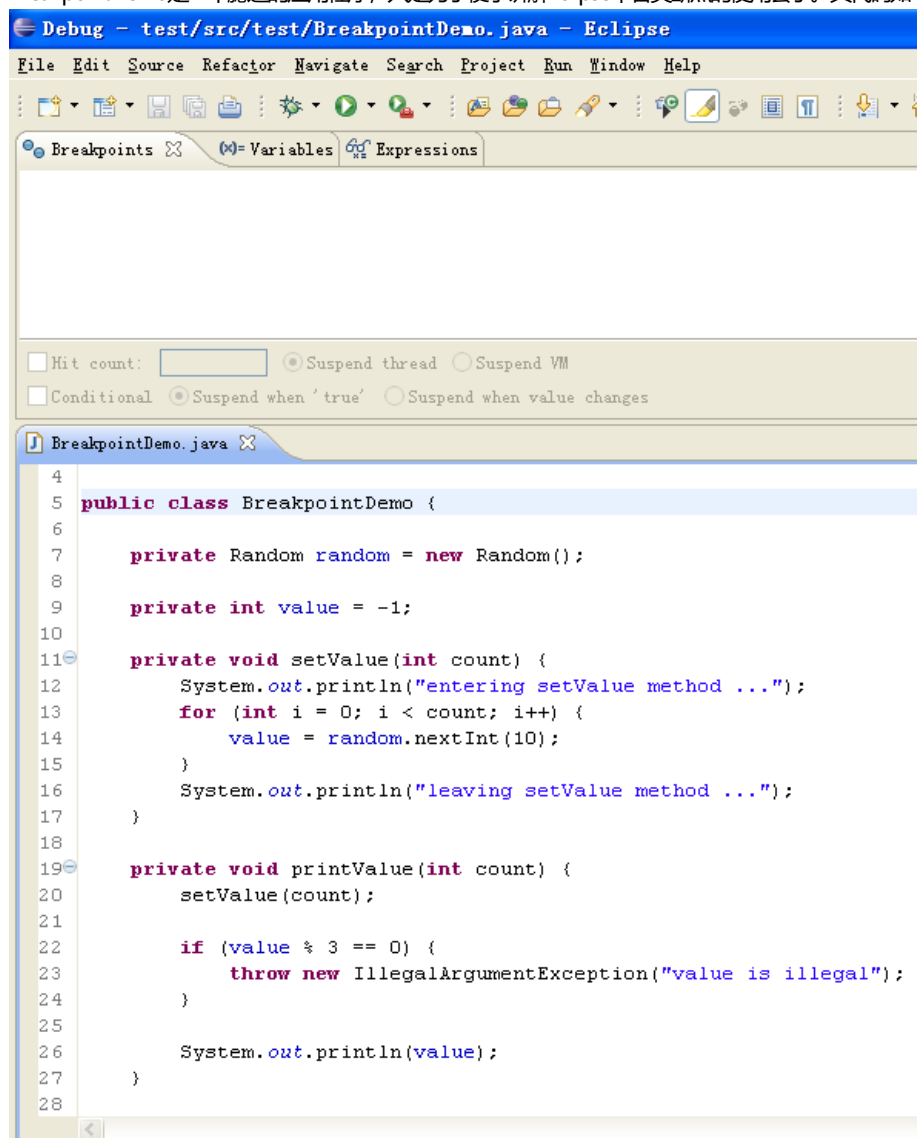 Debug - test/src/test/BreakpointDemo.java - Eclipse
File Edit Source Refactor Navigate Search Project Run Window Help
Breakpoints (x)= Variables Expressions
Hit count: Suspend thread Suspend VM
Conditional Suspend when 'true' Suspend when value changes
BreakpointDemo.java
4
5 public class BreakpointDemo {
6
7 private Random random = new Random();
8
9 private int value = -1;
10
11 private void setValue(int count) {
12 System.out.println("entering setValue method ...");
13 for (int i = 0; i < count; i++) {
14 value = random.nextInt(10);
15 }
16 System.out.println("leaving setValue method ...");
17 }
18
19 private void printValue(int count) {
20 setValue(count);
21
22 if (value % 3 == 0) {
23 throw new IllegalArgumentException("value is illegal");
24 }
25
26 System.out.println(value);
27 }
28